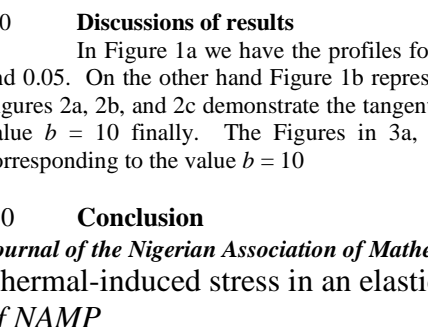 0 Discussions of results
In Figure 1a we have the profiles fo
nd 0.05. On the other hand Figure 1b repres
igures 2a, 2b, and 2c demonstrate the tangent
alue b = 10 finally. The Figures in 3a,
orresponding to the value b = 10
0 Conclusion
ournal of the Nigerian Association of Mathe
hermal-induced stress in an elastic
f NAMP